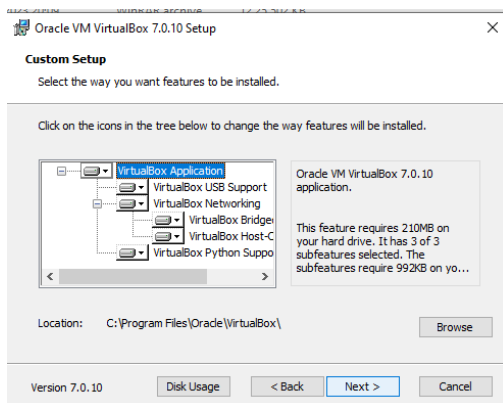 Oracle VM VirtualBox 7.0.10 Setup
Custom Setup
Select the way you want features to be installed.
Click on the icons in the tree below to change the way features will be installed.
VirtualBox Application
VirtualBox USB Support
VirtualBox Networking
VirtualBox Bridge
VirtualBox Host-C
VirtualBox Python Suppo
Oracle VM VirtualBox 7.0.10
application.
This feature requires 210MB on
your hard drive. It has 3 of 3
subfeatures selected. The
subfeatures require 992KB on yo...
Location: C:\Program Files\Oracle\VirtualBox\
Browse
Version 7.0.10
Disk Usage
< Back
Next >
Cancel